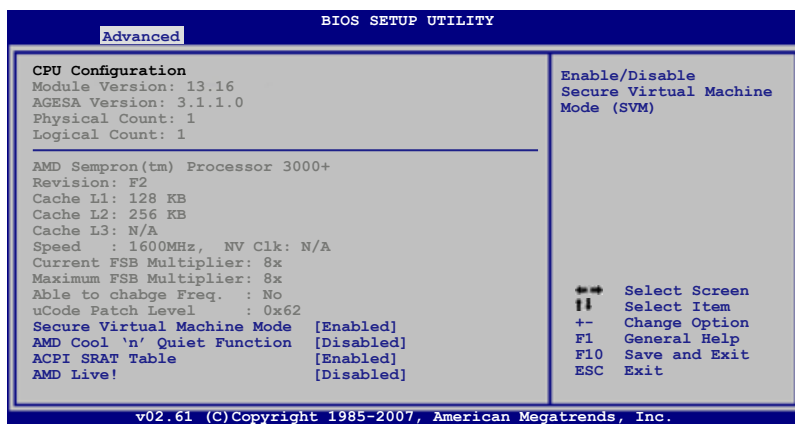 BIOS SETUP UTILITY
Advanced
CPU Configuration
Module Version: 13.16
AGESA Version: 3.1.1.0
Physical Count: 1
Logical Count: 1
AMD Sempron(tm) Processor 3000+
Revision: F2
Cache L1: 128 KB
Cache L2: 256 KB
Cache L3: N/A
Speed : 1600MHz, NV Clk: N/A
Current FSB Multiplier: 8x
Maximum FSB Multiplier: 8x
Able to chabge Freq. : No
uCode Patch Level : 0x62
Secure Virtual Machine Mode [Enabled]
AMD Cool ‘n’ Quiet Function [Disabled]
ACPI SRAT Table [Enabled]
AMD Live! [Disabled]
Enable/Disable
Secure Virtual Machine
Mode (SVM)
Select Screen
Select Item
+- Change Option
F1 General Help
F10 Save and Exit
ESC Exit
v02.61 (C)Copyright 1985-2007, American Megatrends, Inc.